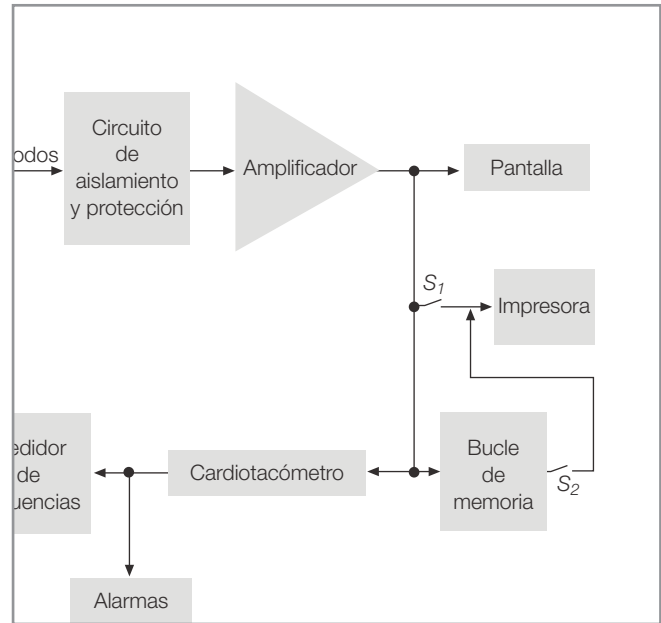 Circuito
de
aislamiento
y protección
odos
Amplificador
Pantalla
S1
Impresora
edidor
de
uencias
Cardiotacómetro
Bucle
de
memoria
S2
Alarmas